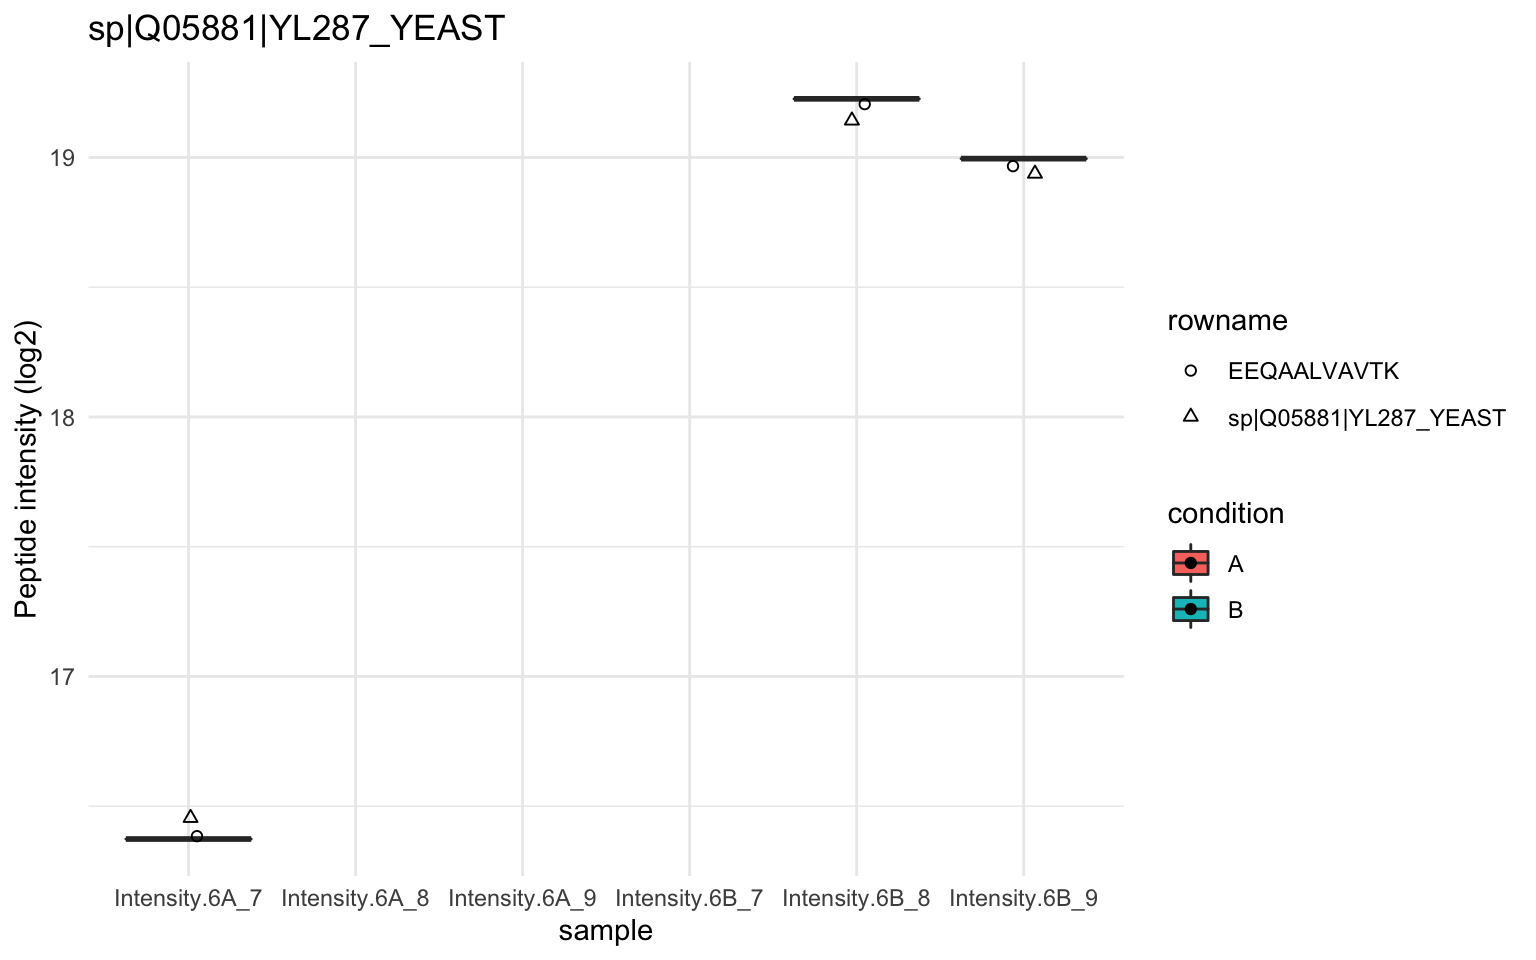 sp|Q05881|YL287_YEAST
Peptide intensity (log2)
19
18
17
Intensity.6A_7
Intensity.6A_8
Intensity.6A_9
Intensity.6B_7
Intensity.6B_8
Intensity.6B_9
sample
rowname
EEQAALVAVTK
sp|Q05881|YL287_YEAST
condition
A
B